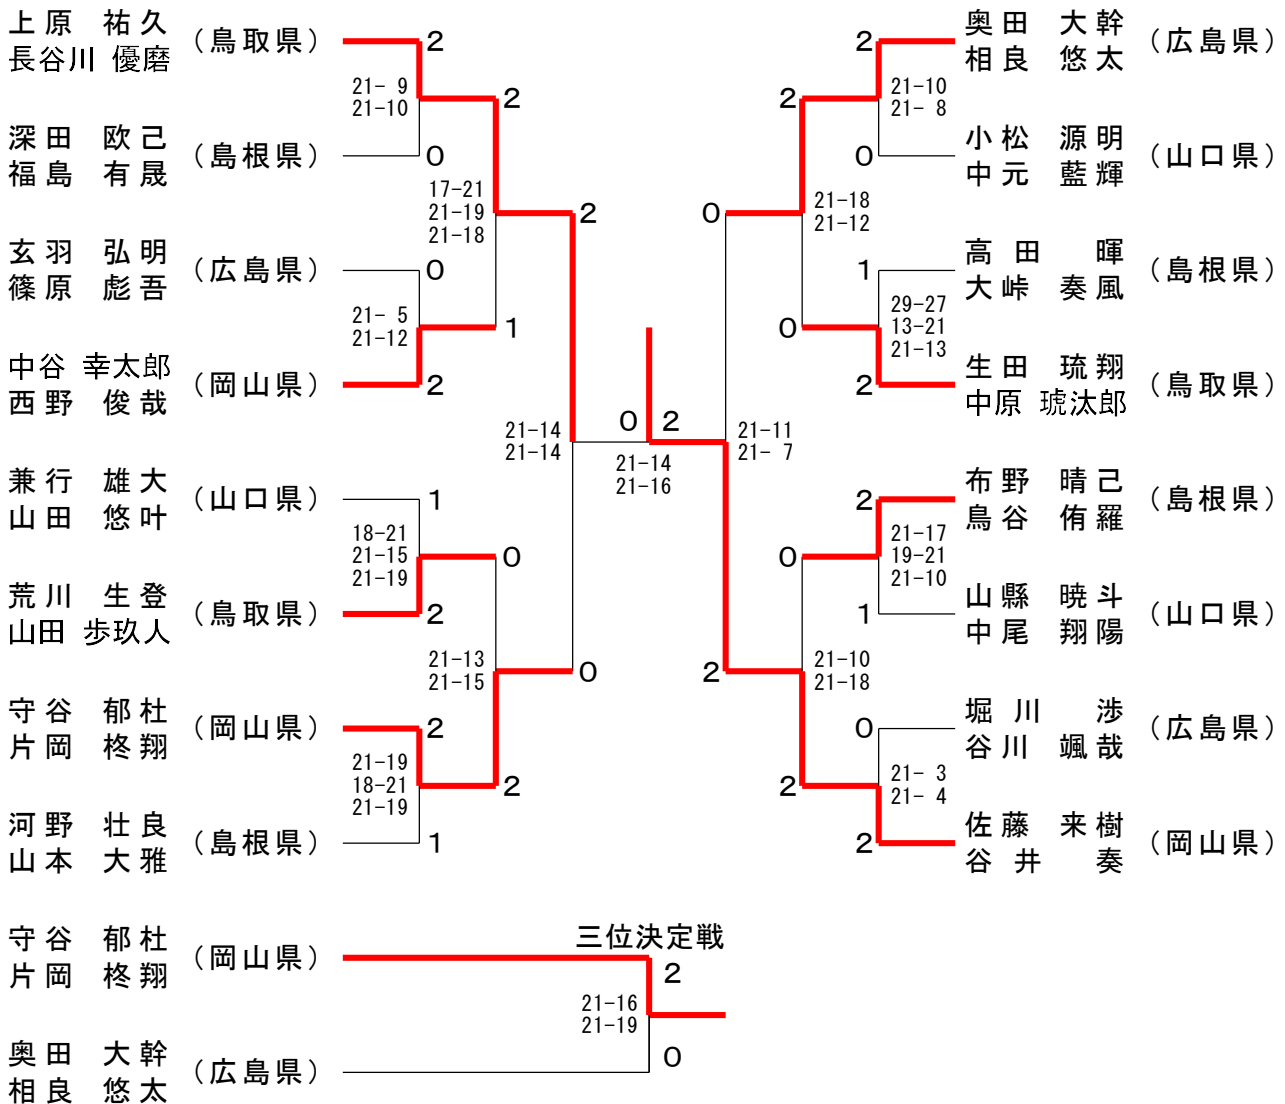 上原 祐久
長谷川 優磨
（鳥取県）
2
21- 9
21-10
深田 欧己
福島 有晟
（島根県）
0
2
17-21
21-19
21-18
玄羽 弘明
篠原 彪吾
（広島県）
0
21- 5
21-12
中谷 幸太郎
西野 俊哉
（岡山県）
2
1
2
21-14
21-14
兼行 雄大
山田 悠叶
（山口県）
1
18-21
21-15
21-19
荒川 生登
山田 歩玖人
（鳥取県）
2
0
21-13
21-15
守谷 郁杜
片岡 柊翔
（岡山県）
2
21-19
18-21
21-19
河野 壮良
山本 大雅
（島根県）
1
2
0
0 2
21-14
21-16
奥田 大幹
相良 悠太
（広島県）
2
21-10
21- 8
小松 源明
中元 藍輝
（山口県）
0
2
21-18
21-12
高田 暉
大峠 奏風
（島根県）
1
29-27
13-21
21-13
生田 琉翔
中原 琥汰郎
（鳥取県）
2
0
0
21-11
21- 7
布野 晴己
鳥谷 侑羅
（島根県）
2
21-17
19-21
21-10
山縣 暁斗
中尾 翔陽
（山口県）
1
0
21-10
21-18
堀川 渉
谷川 颯哉
（広島県）
0
21- 3
21- 4
佐藤 来樹
谷井 奏
（岡山県）
2
2
2
三位決定戦
守谷 郁杜
片岡 柊翔
（岡山県）
2
21-16
21-19
奥田 大幹
相良 悠太
（広島県）
0